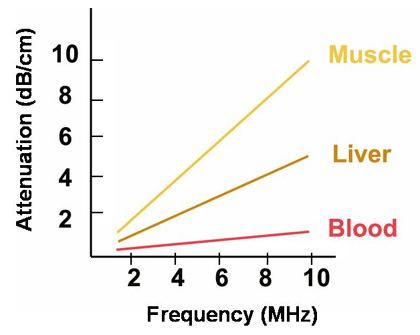 Attenuation (dB/cm)
10
8
6
4
2
Muscle
Liver
Blood
2 4 6 8 10
Frequency (MHz)